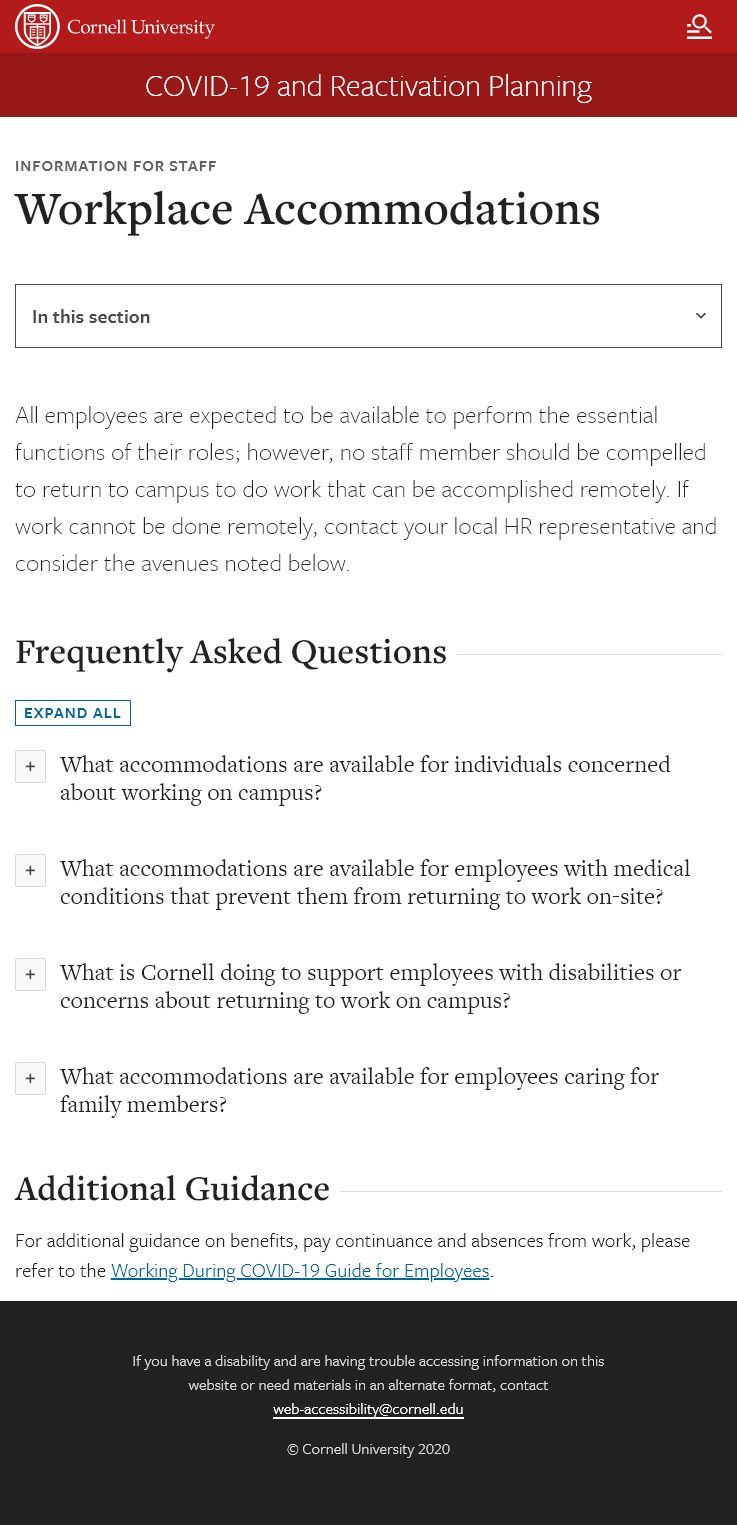 Cornell University
COVID-19 and Reactivation Planning
INFORMATION FOR STAFF
Workplace Accommodations
In this section
All employees are expected to be available to perform the essential
functions of their roles; however, no staff member should be compelled
to return to campus to do work that can be accomplished remotely. If
work cannot be done remotely, contact your local HR representative and
consider the avenues noted below.
Frequently Asked Questions
EXPAND ALL
+ What accommodations are available for individuals concerned
about working on campus?
+ What accommodations are available for employees with medical
conditions that prevent them from returning to work on-site?
+ What is Cornell doing to support employees with disabilities or
concerns about returning to work on campus?
+ What accommodations are available for employees caring for
family members?
Additional Guidance
For additional guidance on benefits, pay continuance and absences from work, please
refer to the Working During COVID-19 Guide for Employees.
If you have a disability and are having trouble accessing information on this
website or need materials in an alternate format, contact
web-accessibility@cornell.edu
© Cornell University 2020